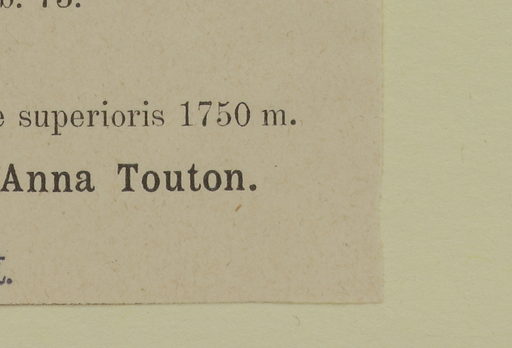 superioris 1750 m.
Anna Touton.